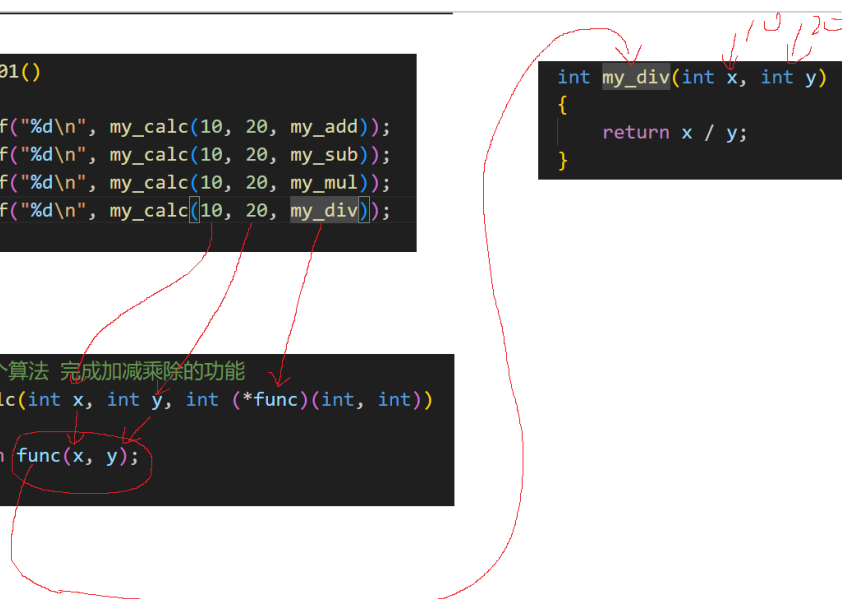 01()
f("%d\n", my_calc(10, 20, my_add));
f("%d\n", my_calc(10, 20, my_sub));
f("%d\n", my_calc(10, 20, my_mul));
f("%d\n", my_calc(10, 20, my_div));
个算法 完成加减乘除的功能
lc(int x, int y, int (*func)(int, int))
n func(x, y);
10 20
int my_div(int x, int y)
{
return x / y;
}